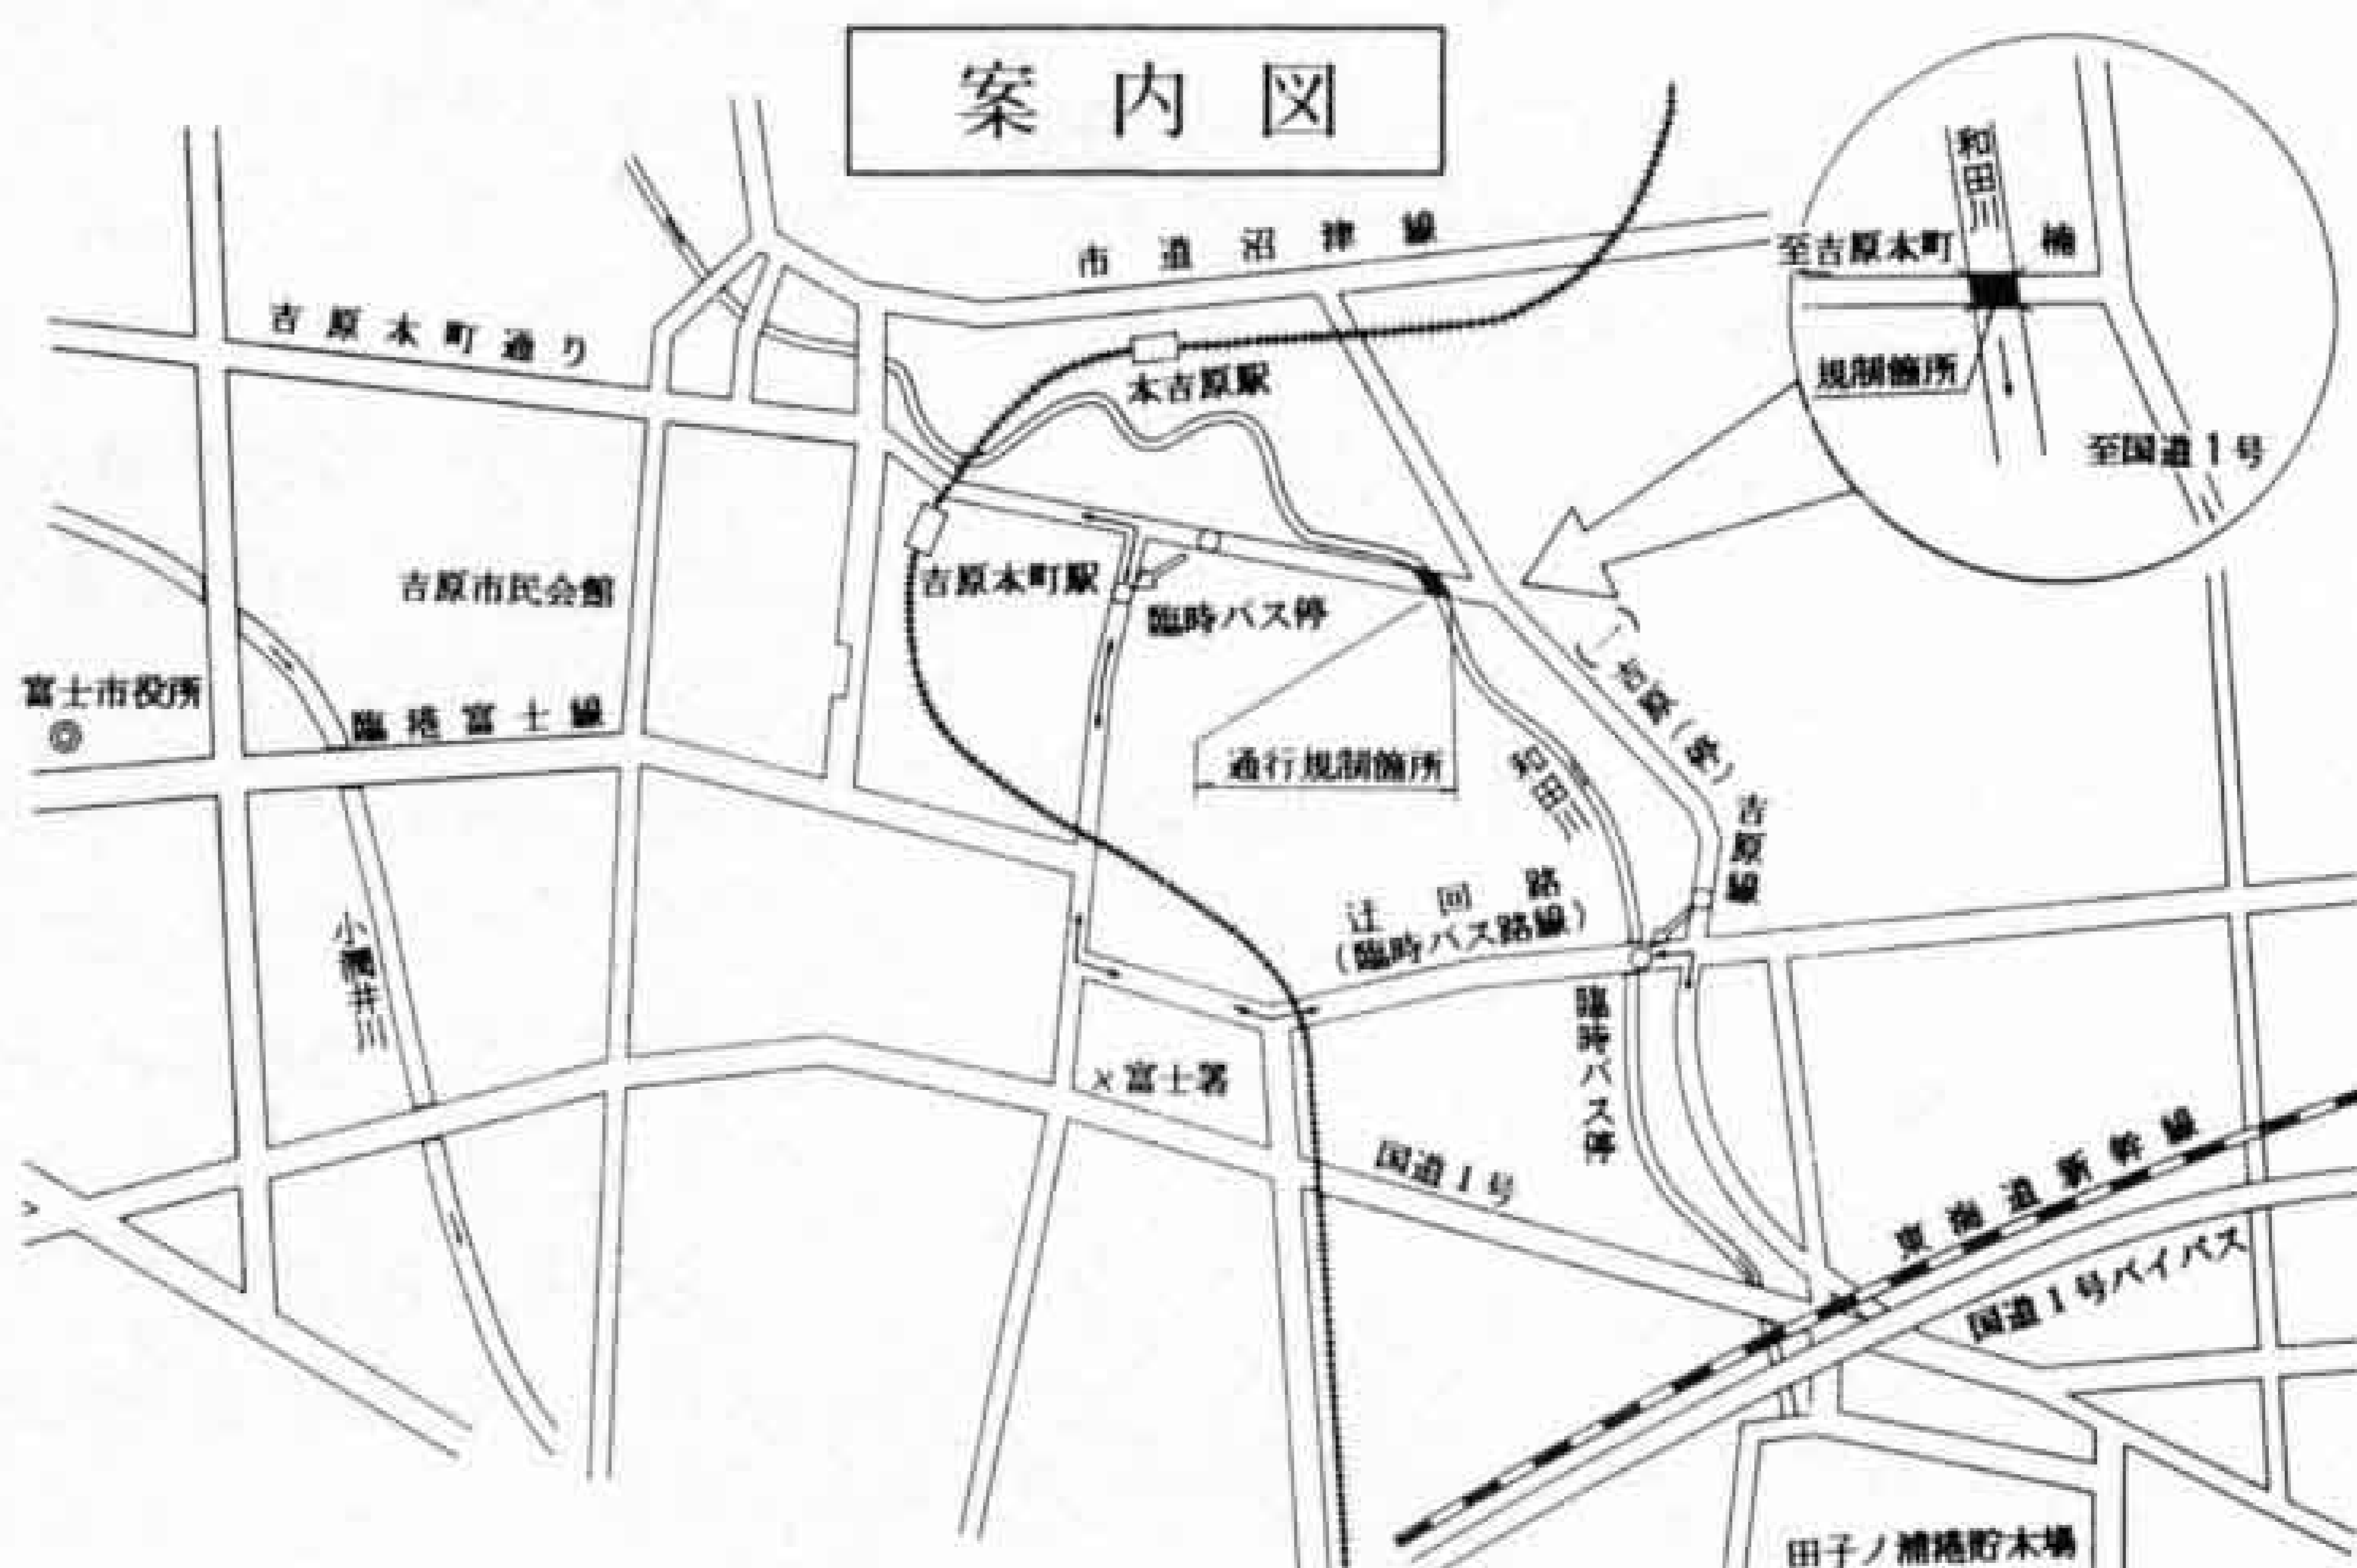 案内図
市道沼津線
和田川
至吉原本町
橋
規制箇所
至国道1号
吉原本町通り
本吉原駅
吉原市民会館
吉原本町駅
臨時バス停
富士市役所
臨港富士線
通行規制箇所
和田川
吉原(停)吉原線
迂回路
(臨時バス路線)
小潤井川
臨時バス停
富士署
国道1号
東海道新幹線
国道1号バイパス
田子ノ浦港貯木場